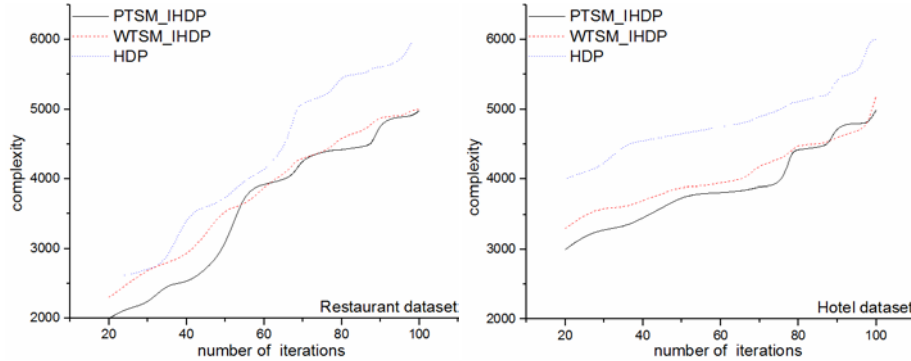 PTSM_IHDP
WTSM_IHDP
HDP
6000
5000
4000
3000
2000
complexity
Restaurant dataset
20
40
60
80
100
number of iterations
PTSM_IHDP
WTSM_IHDP
HDP
6000
5000
4000
3000
2000
complexity
Hotel dataset
20
40
60
80
100
number of iterations